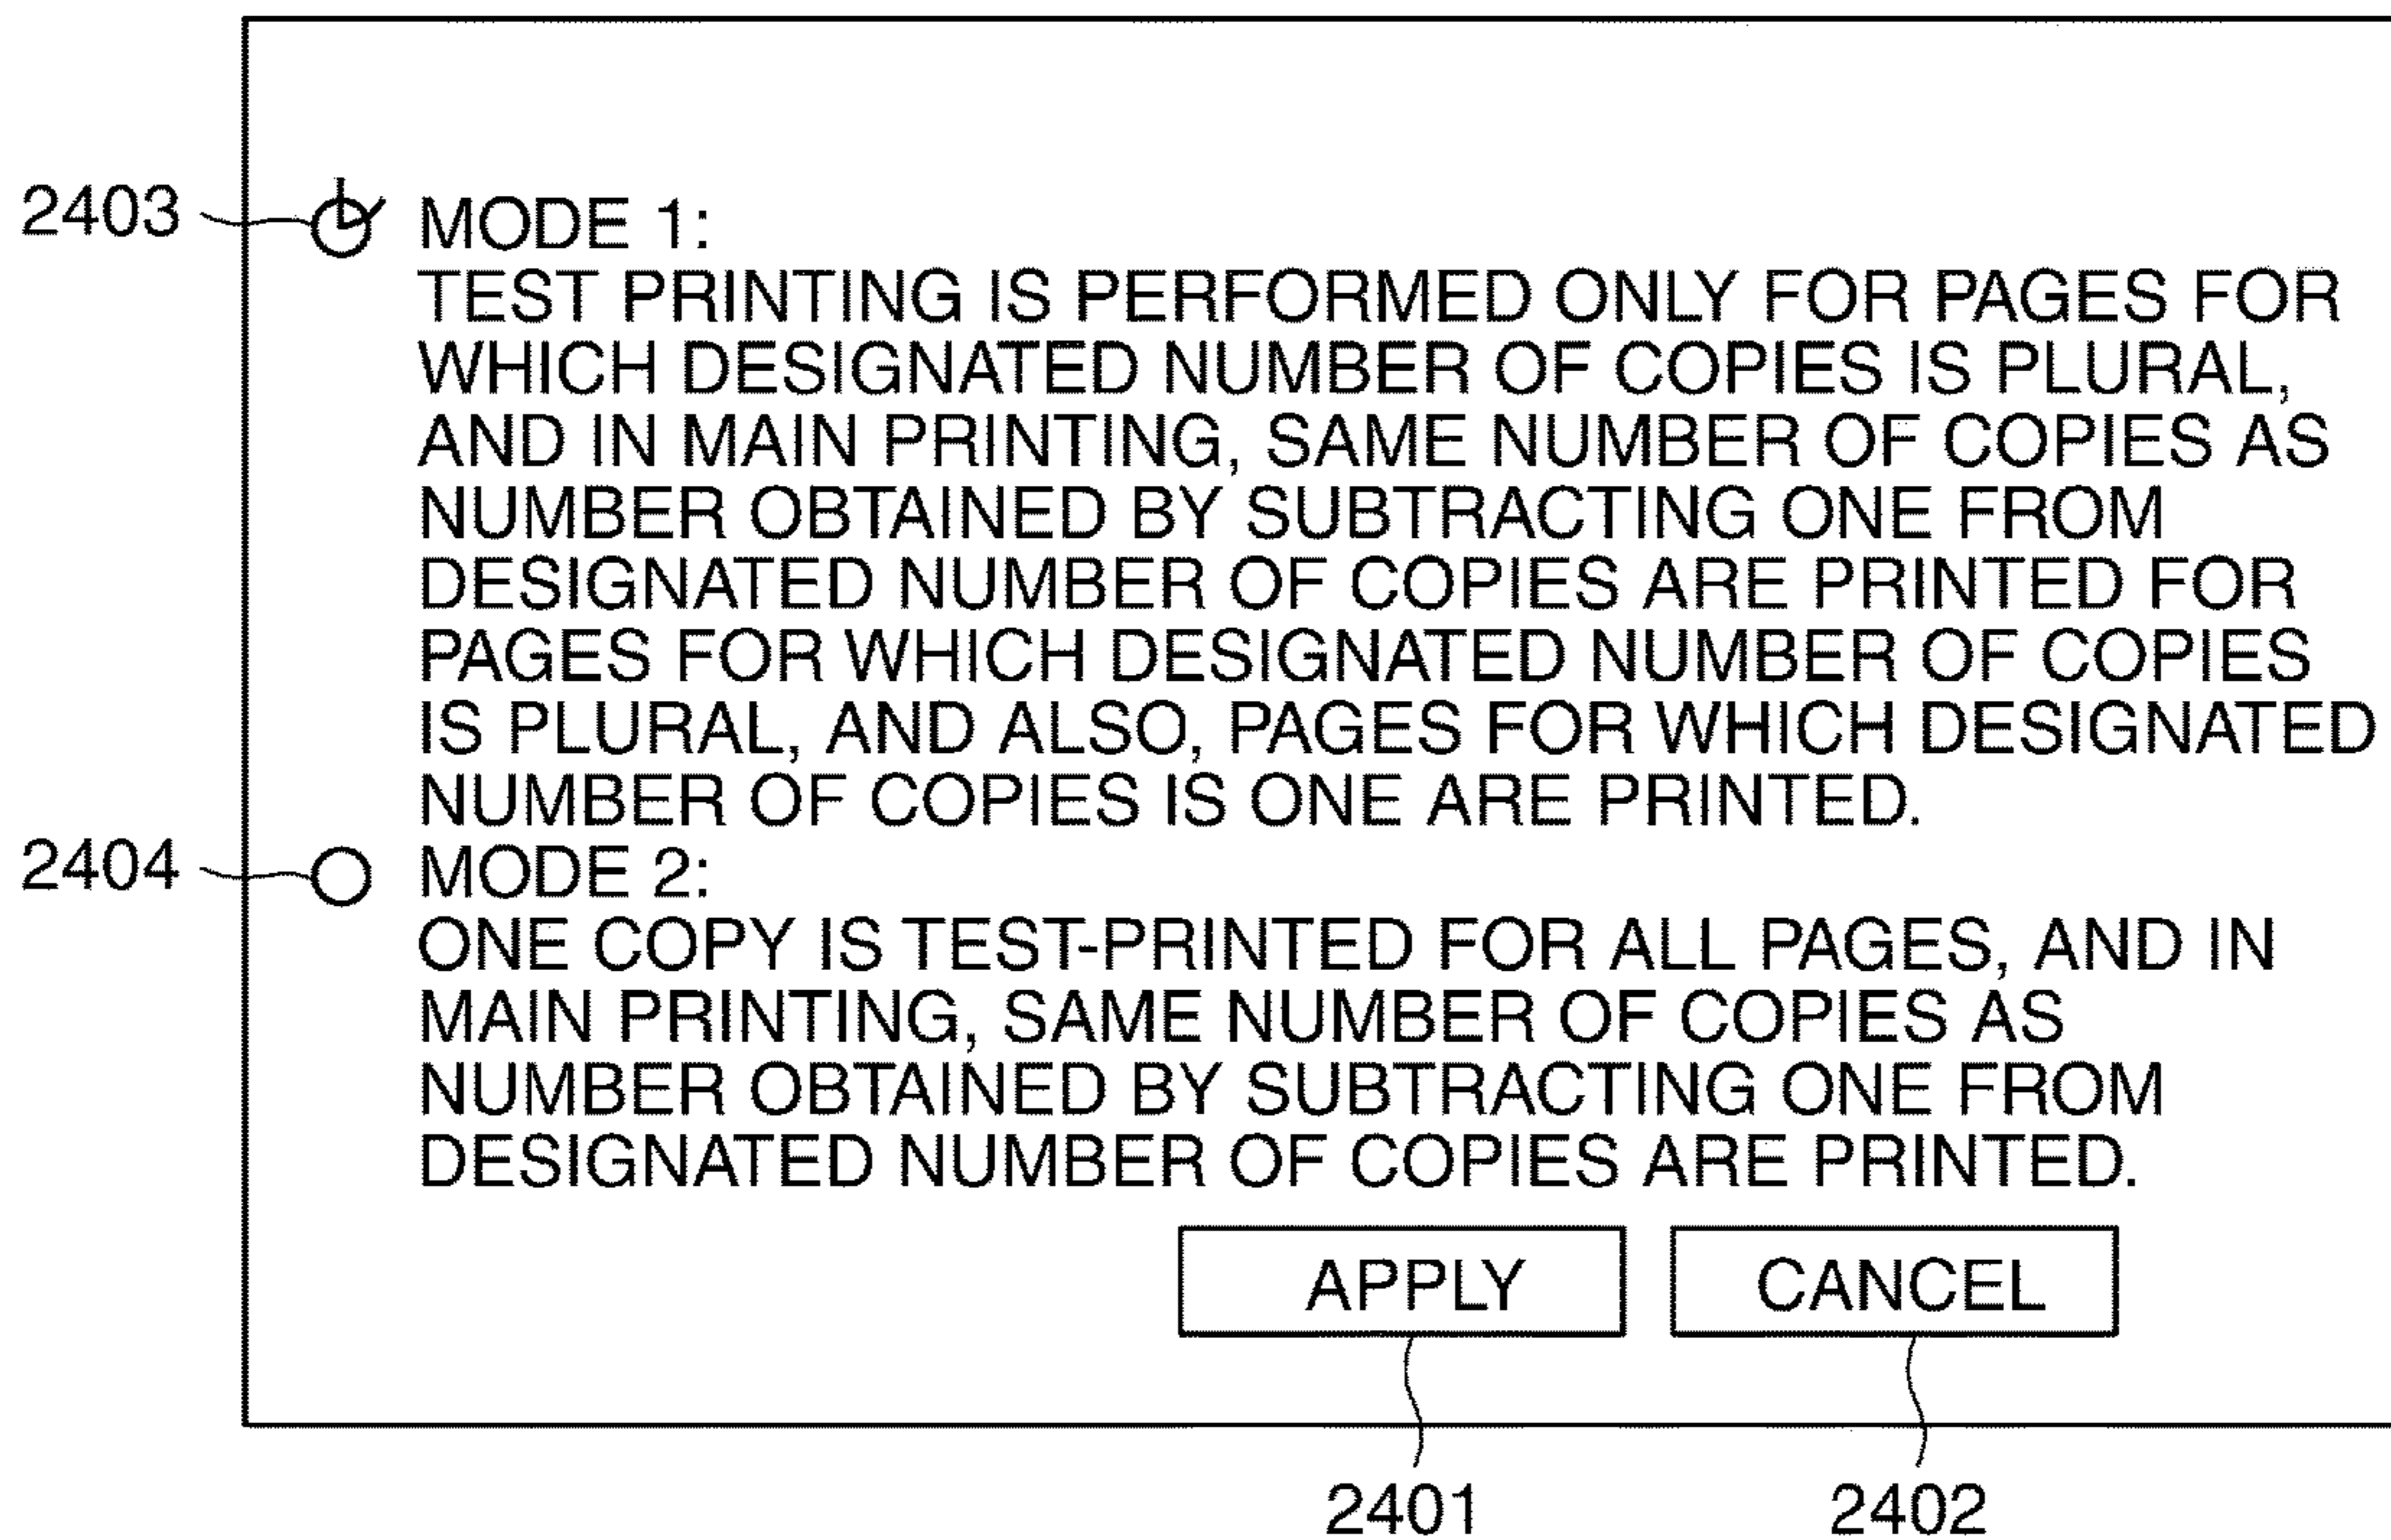 2403
MODE 1:
TEST PRINTING IS PERFORMED ONLY FOR PAGES FOR
WHICH DESIGNATED NUMBER OF COPIES IS PLURAL,
AND IN MAIN PRINTING, SAME NUMBER OF COPIES AS
NUMBER OBTAINED BY SUBTRACTING ONE FROM
DESIGNATED NUMBER OF COPIES ARE PRINTED FOR
PAGES FOR WHICH DESIGNATED NUMBER OF COPIES
IS PLURAL, AND ALSO, PAGES FOR WHICH DESIGNATED
NUMBER OF COPIES IS ONE ARE PRINTED.
2404
MODE 2:
ONE COPY IS TEST-PRINTED FOR ALL PAGES, AND IN
MAIN PRINTING, SAME NUMBER OF COPIES AS
NUMBER OBTAINED BY SUBTRACTING ONE FROM
DESIGNATED NUMBER OF COPIES ARE PRINTED.
APPLY
CANCEL
2401
2402